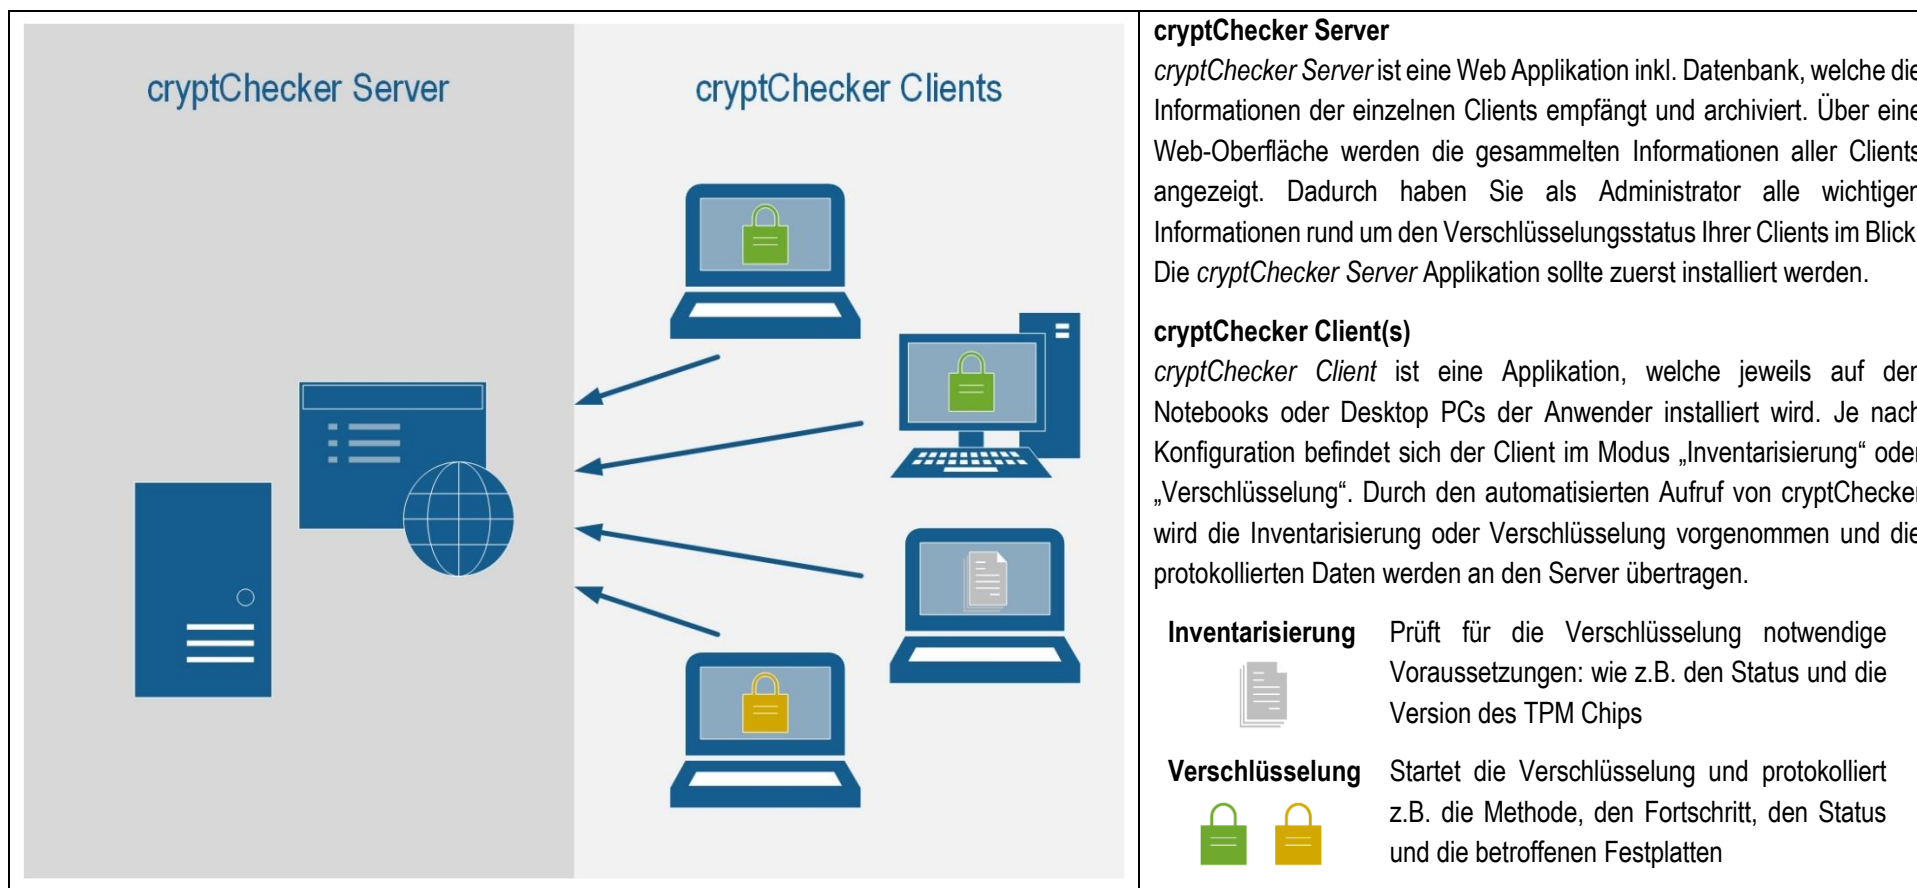 cryptChecker Server
cryptChecker Clients
cryptChecker Server
cryptChecker Server ist eine Web Applikation inkl. Datenbank, welche die
Informationen der einzelnen Clients empfängt und archiviert. Über eine
Web-Oberfläche werden die gesammelten Informationen aller Clients
angezeigt. Dadurch haben Sie als Administrator alle wichtigen
Informationen rund um den Verschlüsselungsstatus Ihrer Clients im Blick
Die cryptChecker Server Applikation sollte zuerst installiert werden.
cryptChecker Client(s)
cryptChecker Client ist eine Applikation, welche jeweils auf den
Notebooks oder Desktop PCs der Anwender installiert wird. Je nach
Konfiguration befindet sich der Client im Modus „Inventarisierung“ oder
„Verschlüsselung“. Durch den automatisierten Aufruf von cryptChecker
wird die Inventarisierung oder Verschlüsselung vorgenommen und die
protokollierten Daten werden an den Server übertragen.
Inventarisierung Prüft für die Verschlüsselung notwendige
Voraussetzungen: wie z.B. den Status und die
Version des TPM Chips
Verschlüsselung Startet die Verschlüsselung und protokolliert
z.B. die Methode, den Fortschritt, den Status
und die betroffenen Festplatten